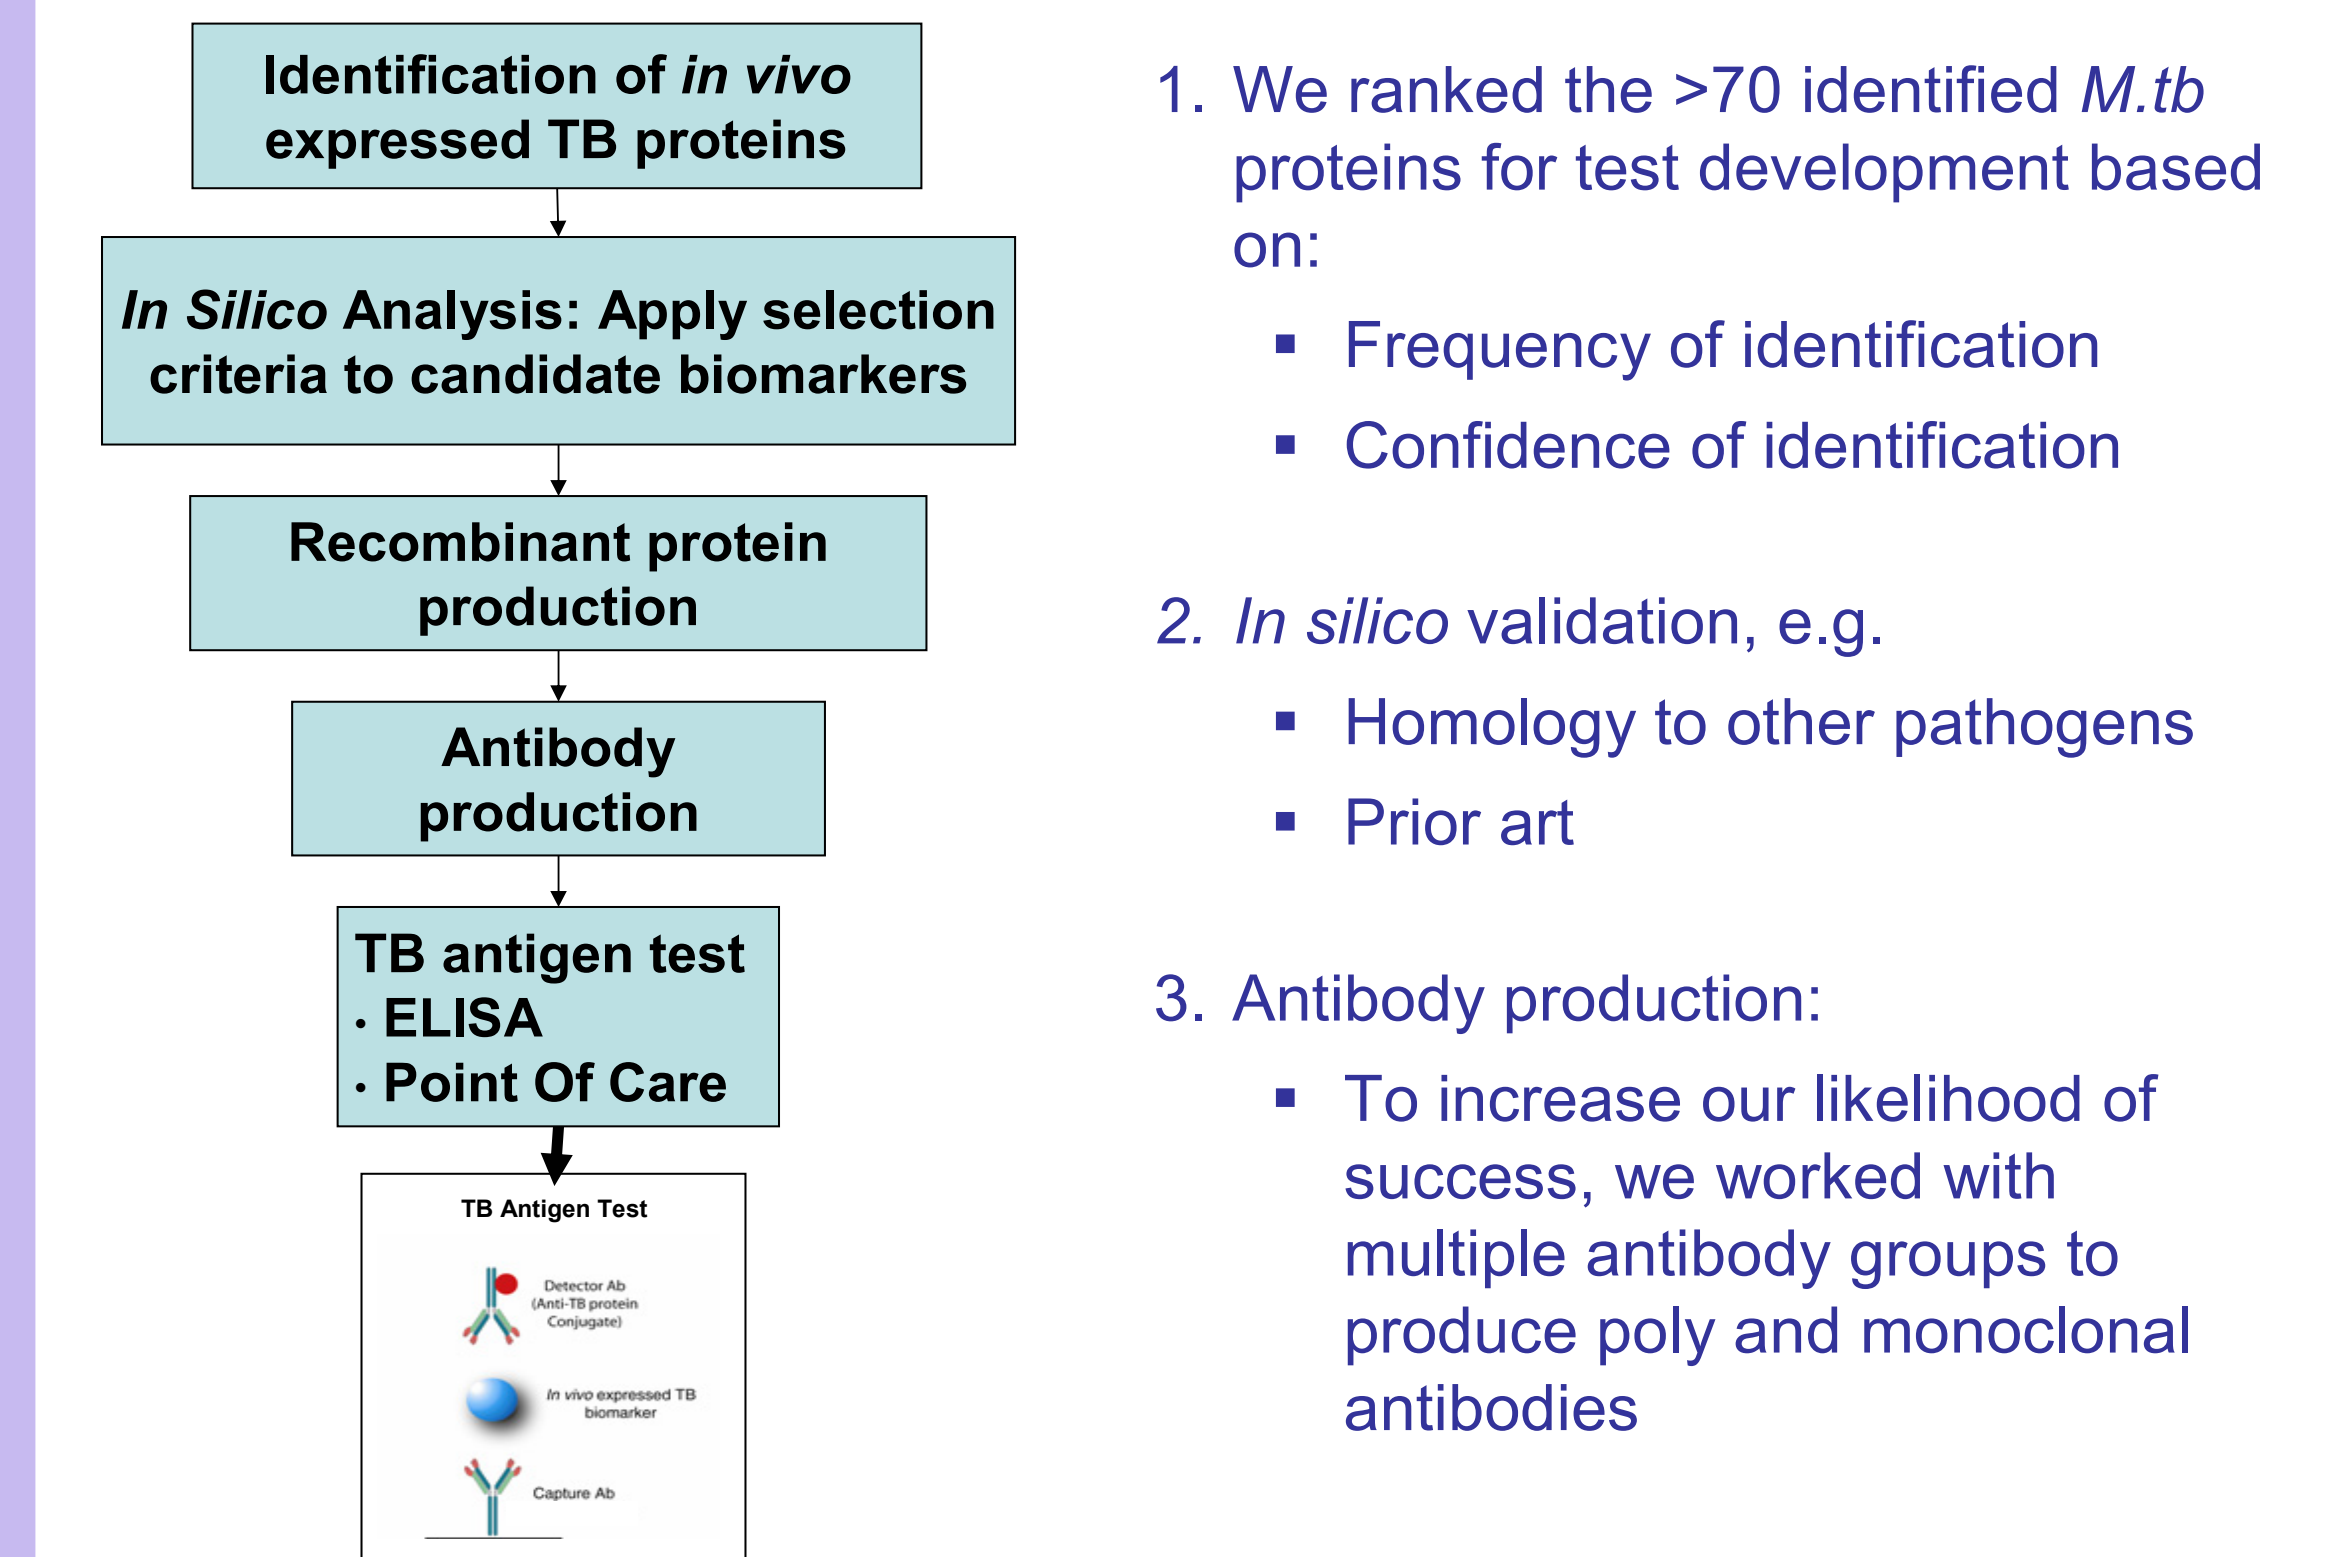 Identification of in vivo
expressed TB proteins
In Silico Analysis: Apply selection
criteria to candidate biomarkers
Recombinant protein
production
Antibody
production
TB antigen test
• ELISA
• Point Of Care
TB Antigen Test
Detector Ab
(Anti-TB protein
Conjugate)
In vivo expressed TB
biomarker
Capture Ab
1. We ranked the >70 identified M.tb
proteins for test development based
on:
▪ Frequency of identification
▪ Confidence of identification
2. In silico validation, e.g.
▪ Homology to other pathogens
▪ Prior art
3. Antibody production:
▪ To increase our likelihood of
success, we worked with
multiple antibody groups to
produce poly and monoclonal
antibodies